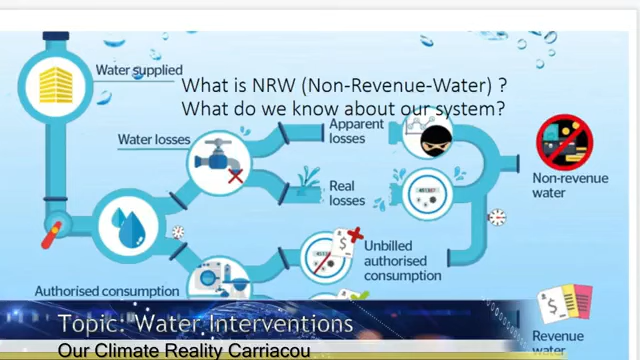 Water supplied
What is NRW (Non-Revenue-Water) ?
What do we know about our system?
Water losses
Apparent
losses
Real
losses
Non-revenue
water
Unbilled
authorised
consumption
Authorised consumption
Revenue
water
Topic: Water Interventions
Our Climate Reality Carriacou